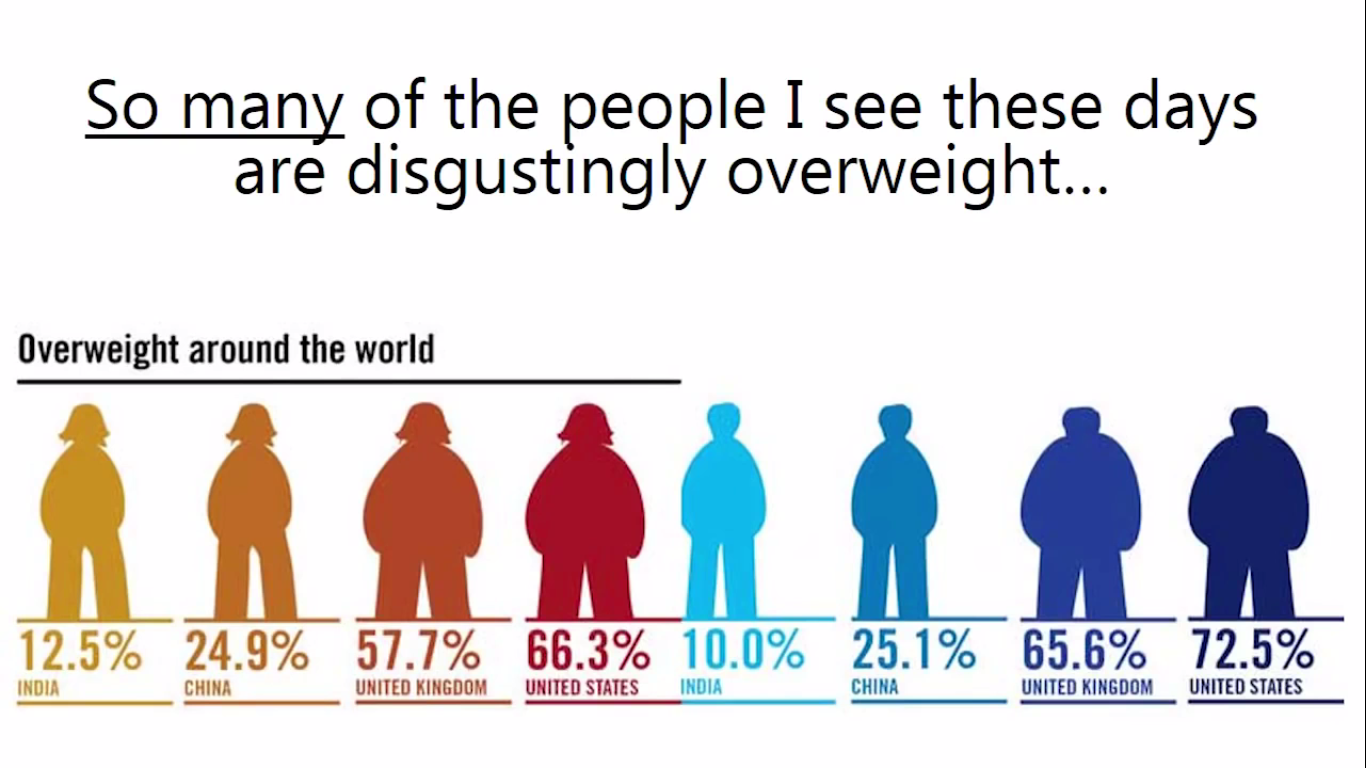 So many of the people I see these days
are disgustingly overweight...
Overweight around the world
12.5% 24.9% 57.7% 66.3% 10.0% 25.1% 65.6% 72.5%
INDIA CHINA UNITED KINGDOM UNITED STATES INDIA CHINA UNITED KINGDOM UNITED STATES